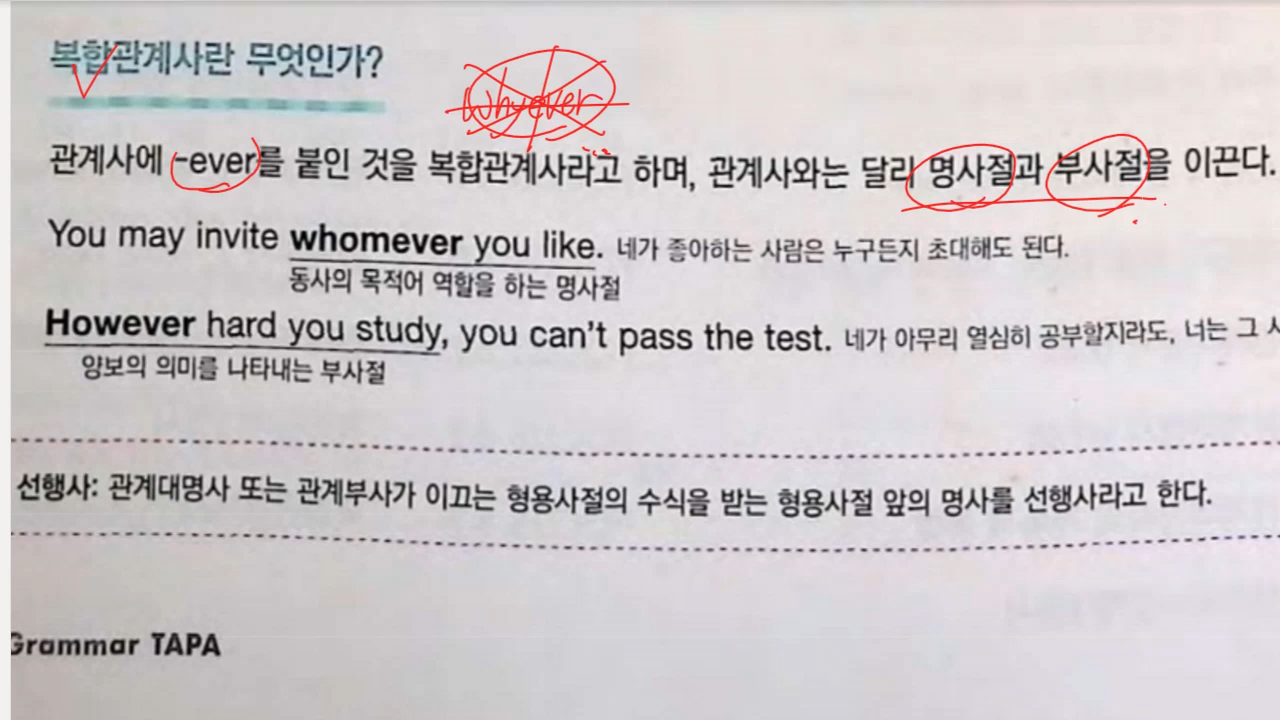 복합관계사란 무엇인가?
whyever
관계사에 -ever를 붙인 것을 복합관계사라고 하며, 관계사와는 달리 명사절과 부사절을 이끈다.
You may invite whomever you like. 네가 좋아하는 사람은 누구든지 초대해도 된다.
동사의 목적어 역할을 하는 명사절
However hard you study, you can't pass the test. 네가 아무리 열심히 공부할지라도, 너는 그
양보의 의미를 나타내는 부사절
선행사: 관계대명사 또는 관계부사가 이끄는 형용사절의 수식을 받는 형용사절 앞의 명사를 선행사라고 한다.
Grammar TAPA